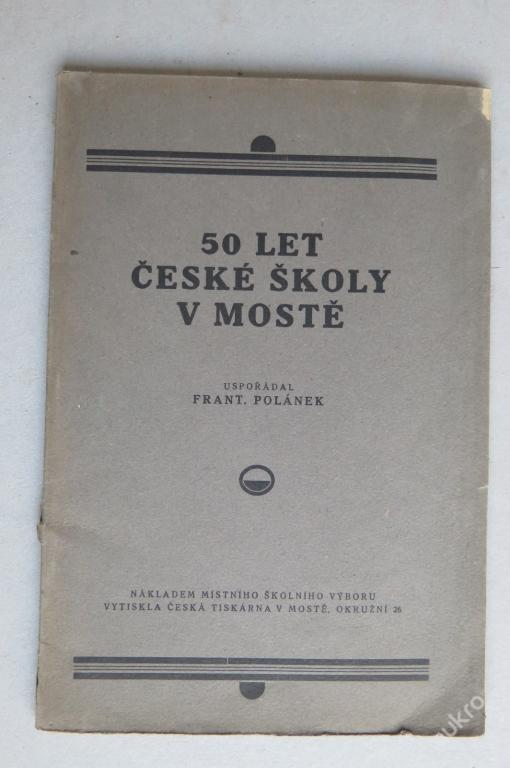 50 LET
ČESKÉ ŠKOLY
V MOSTĚ
USPOŘÁDAL
FRANT. POLÁNEK
NÁKLADEM MÍSTNÍHO ŠKOLNÍHO VÝBORU
VYTISKLA ČESKÁ TISKÁRNA V MOSTĚ, OKRUŽNÍ 26